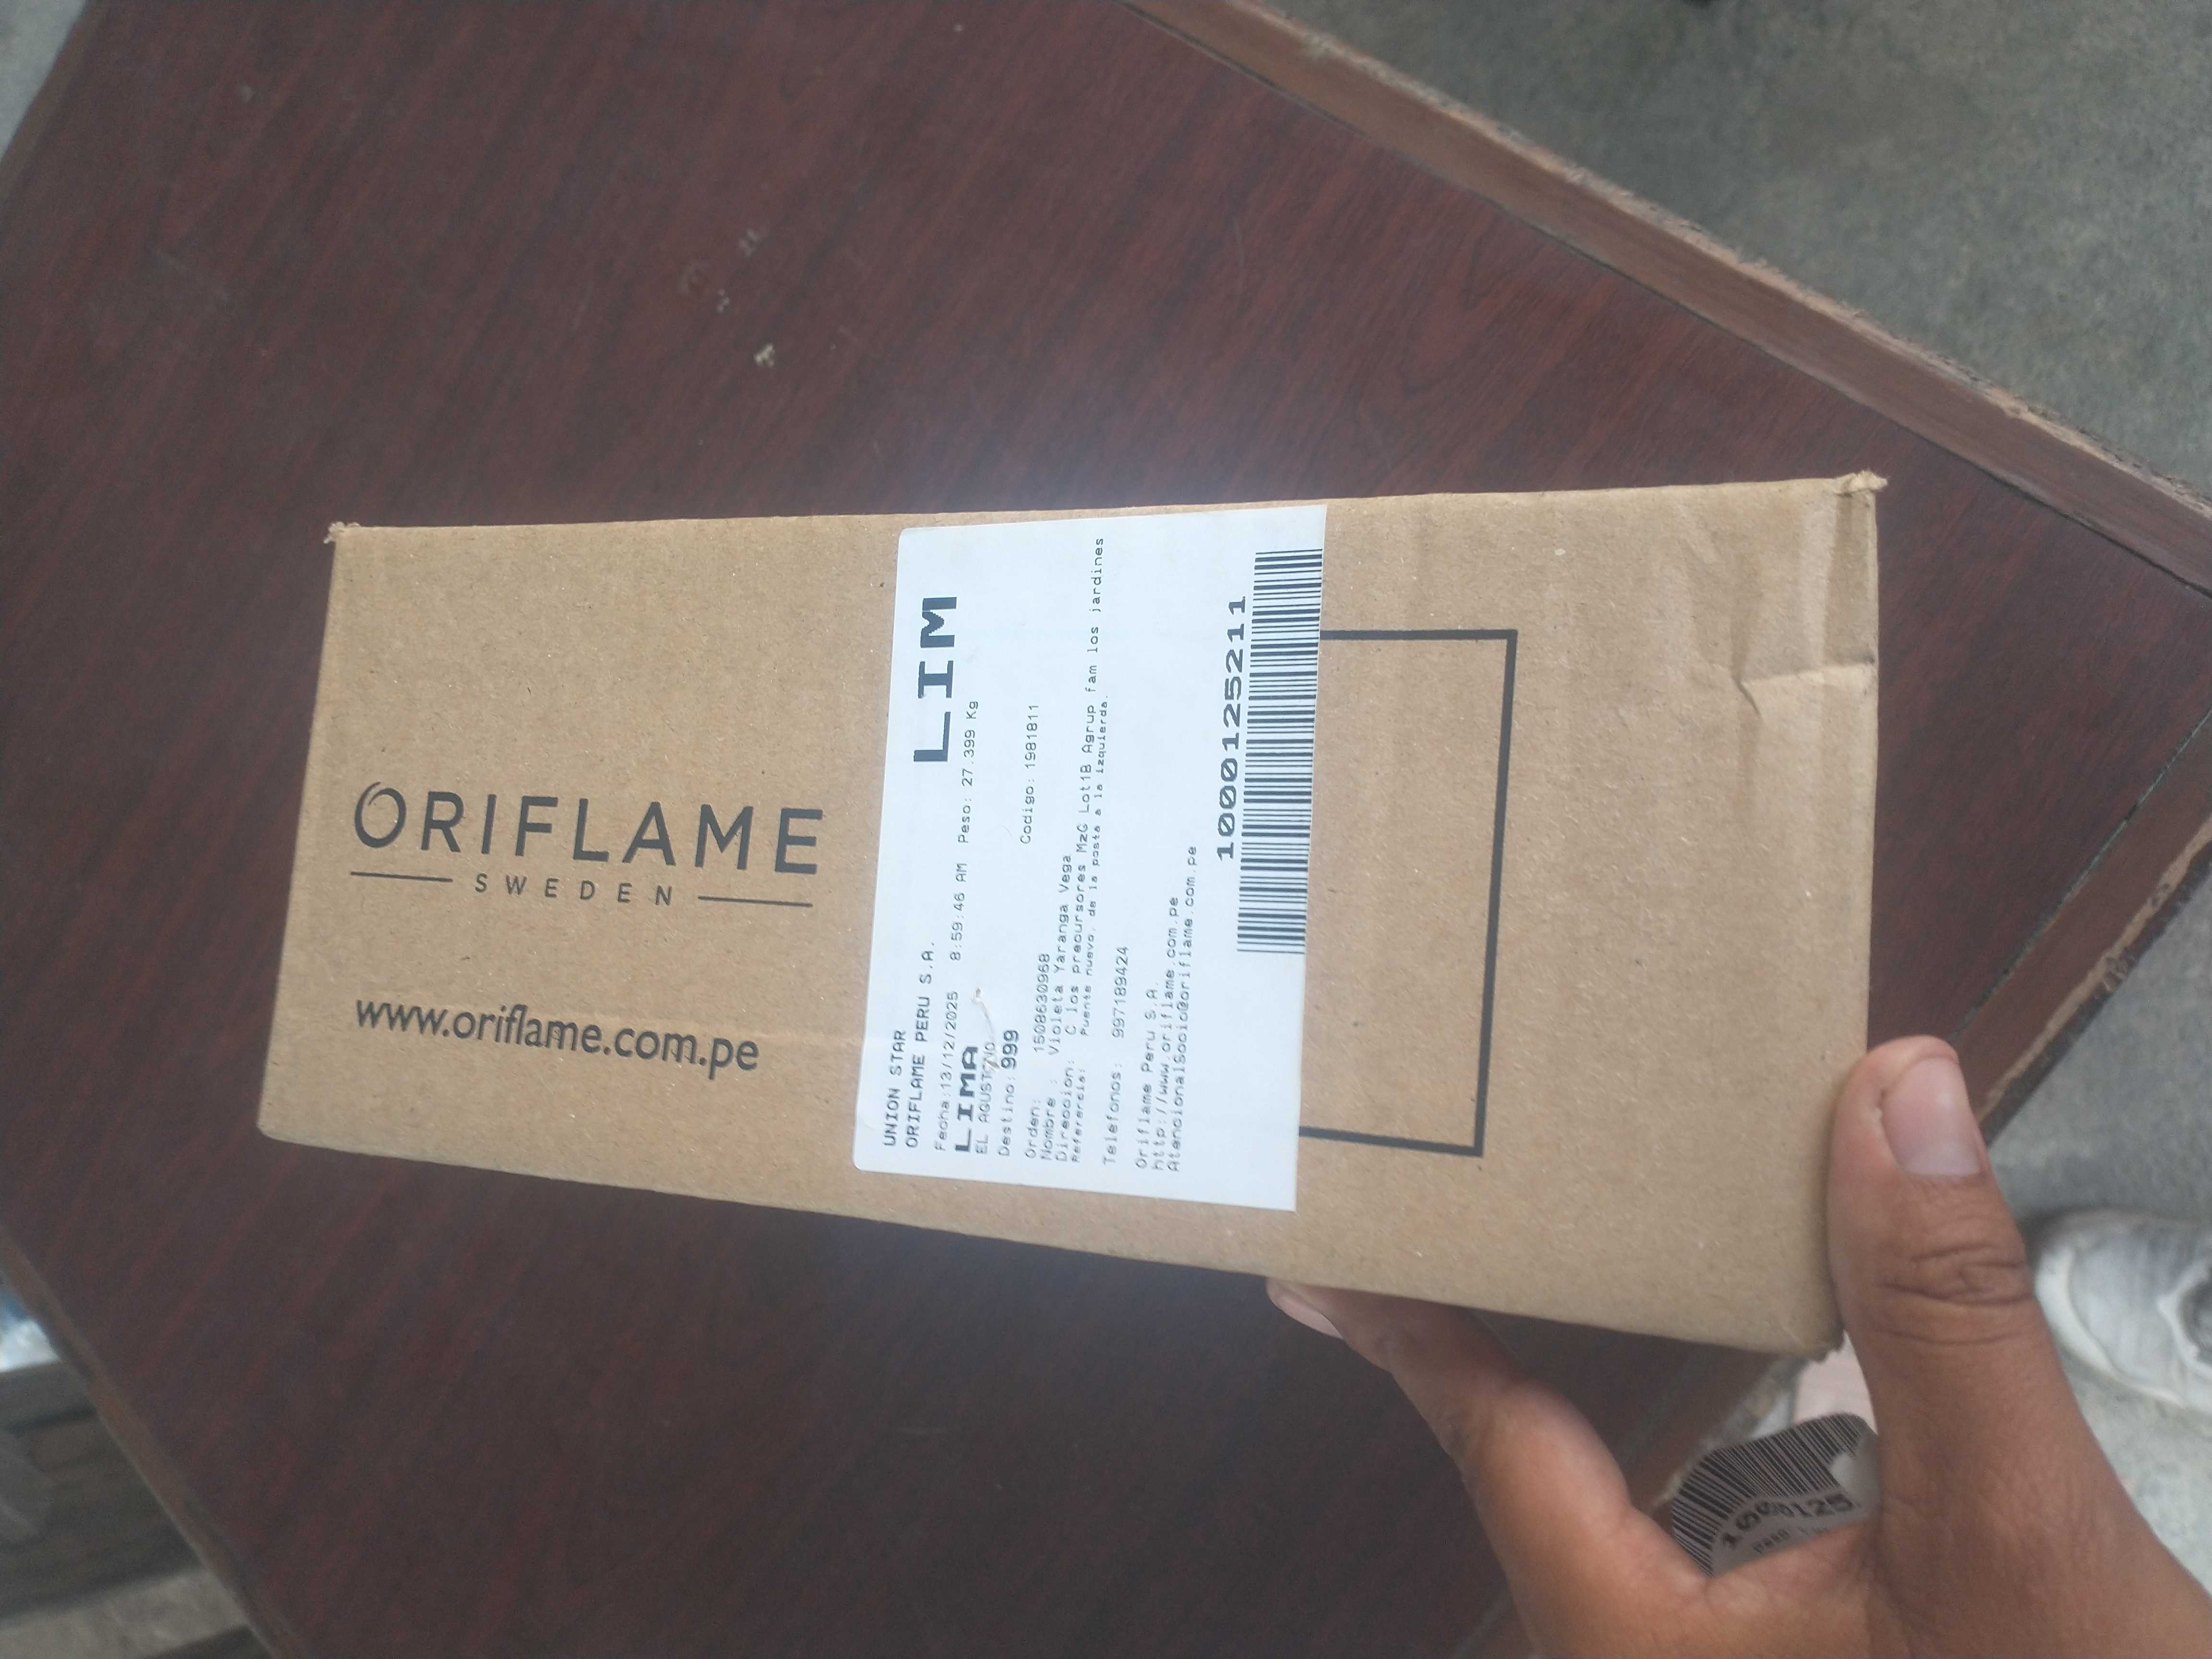 ORIFLAME
SWEDEN
www.oriflame.com.pe
UNION STAR
ORIFLAME PERU S.A.
LIM
Fecha:13/12/2025 8:59:46 AM Peso: 27.399 Kg
LIMA
EL AGUSTINO
Destino: 999
Orden: 1508630968 Codigo: 1981811
Nombre : Violeta Yaranga Vega
Direccion: C los precursores MzG Lot1B Agrup fam los jardines
Referencia: Puente nuevo, de la posta a la izquierda.
Telefonos: 997189424
Oriflame Peru S.A.
http://www.oriflame.com.pe
Atencionalsocio@oriflame.com.pe
1000125211
1000125